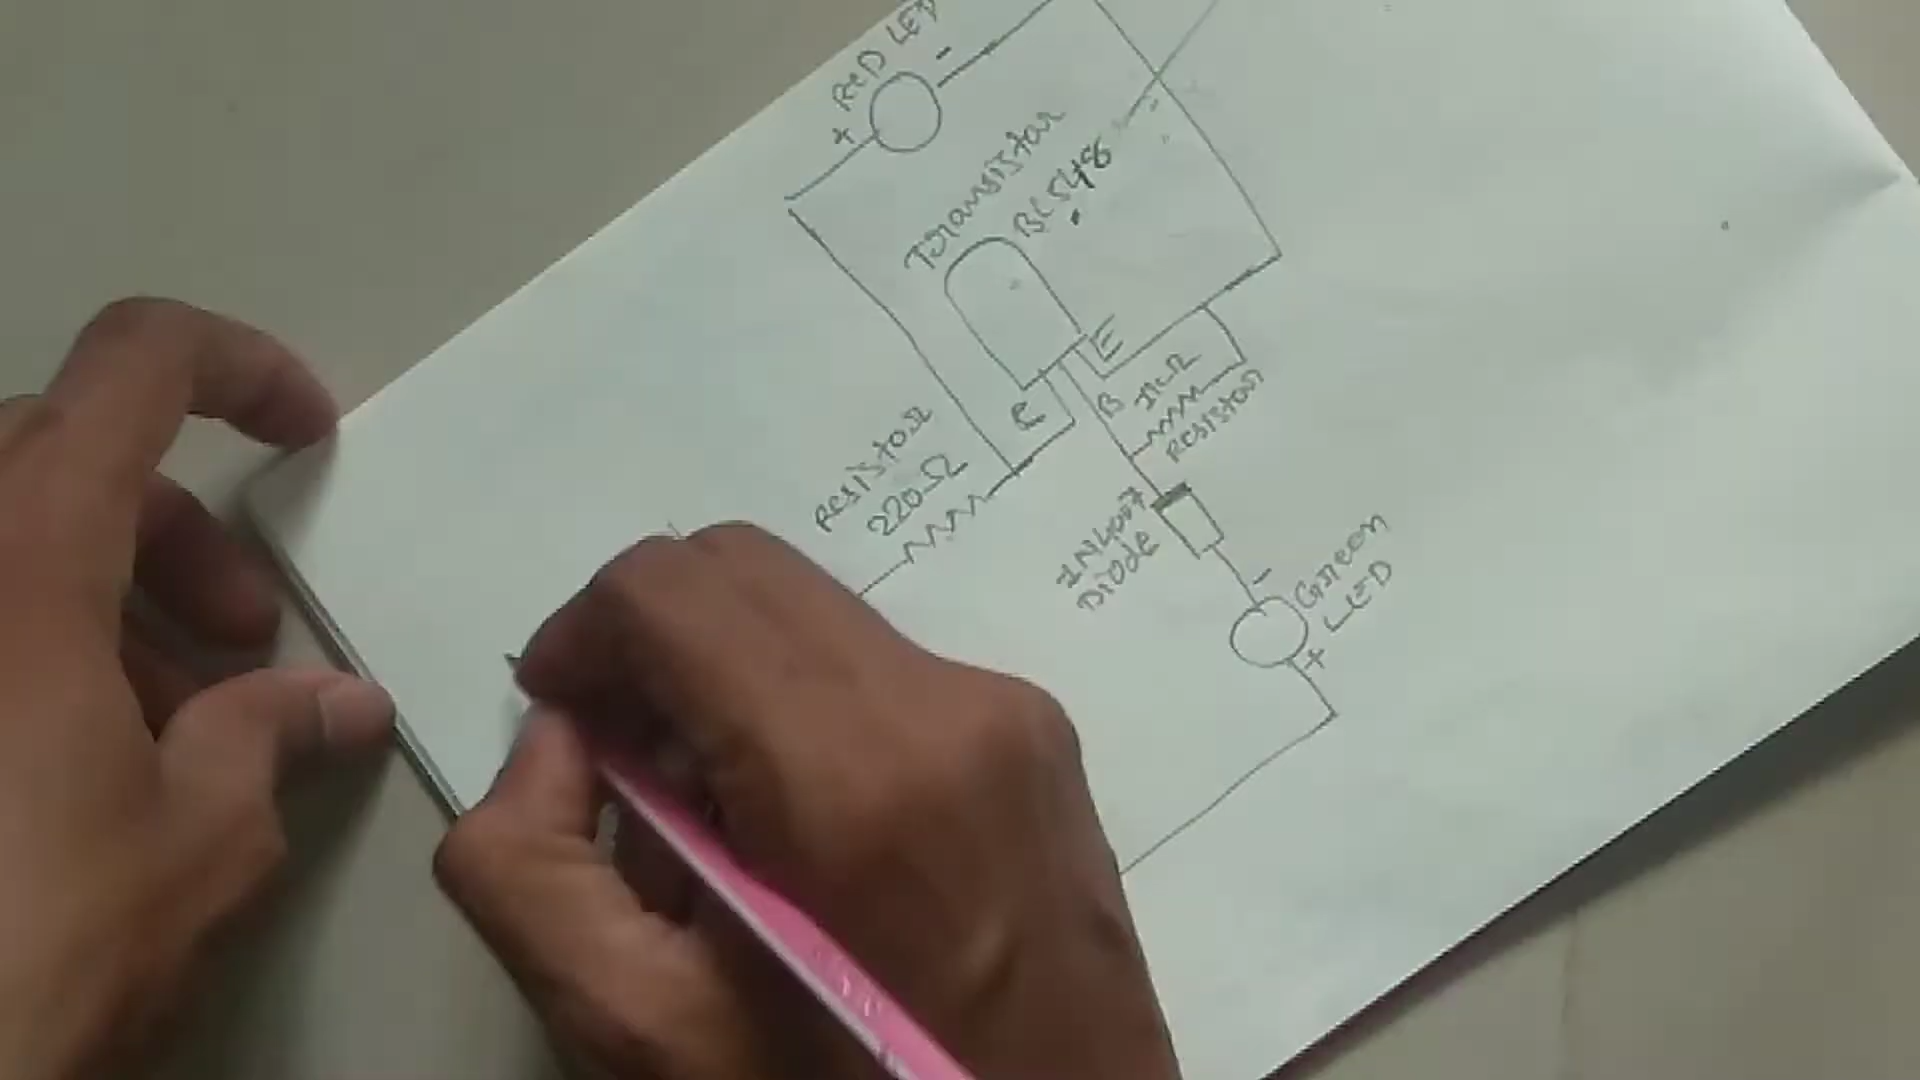 RED LED
+
-
Transistor
BC548
E
B
C
1KΩ
resistor
resistor
220Ω
1N4007
Diode
-
Green
LED
+